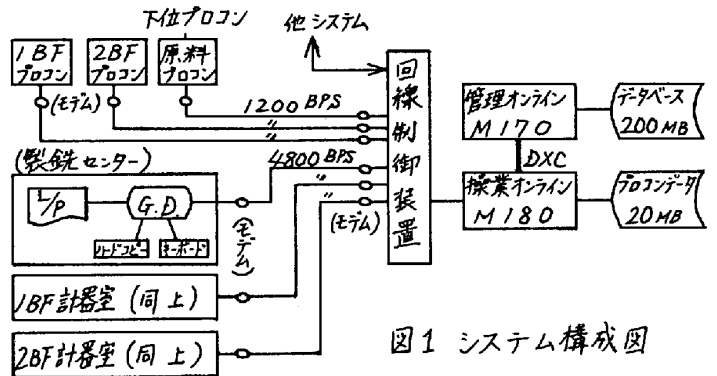 下位プロコン
他システム
1BF
プロコン
2BF
プロコン
原料
プロコン
(モデム)
1200 BPS
〃
〃
回線制御装置
管理オンライン
M170
データベース
200MB
DXC
操業オンライン
M180
プロコンデータ
20MB
(製銑センター)
L/P
G.D.
ハードコピー
キーボード
4800 BPS
〃
〃
(モデム)
(モデム)
1BF計器室(同上)
2BF計器室(同上)
図1 システム構成図